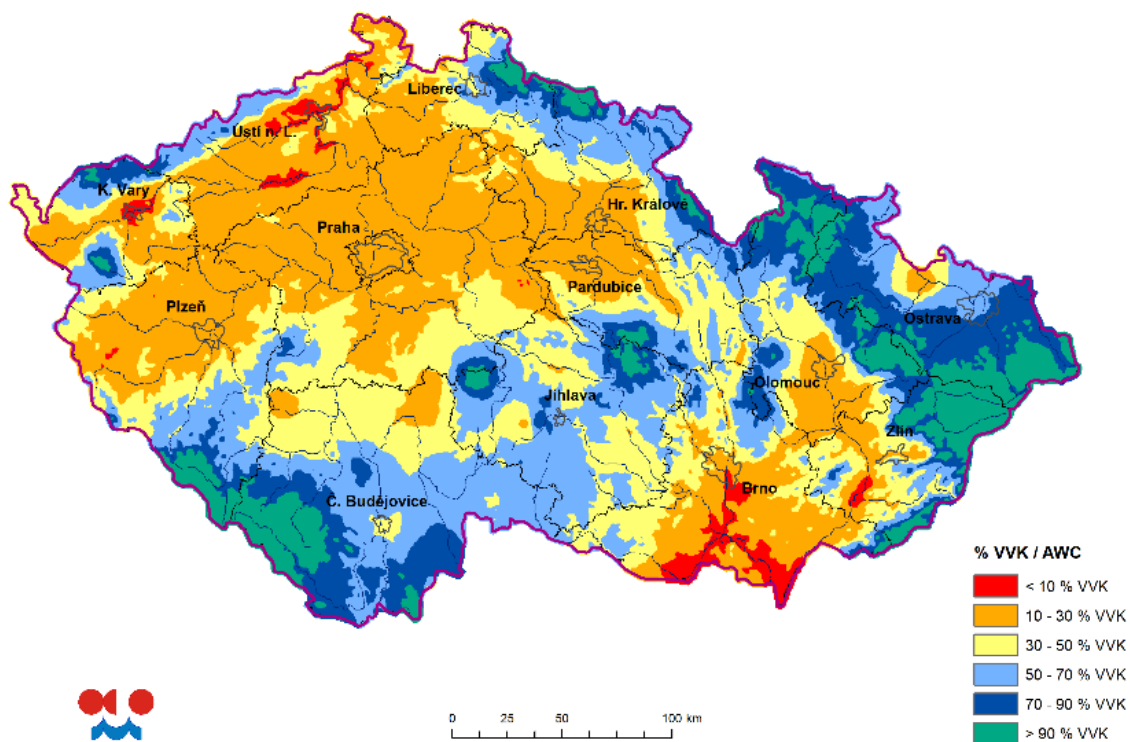 Liberec
Ústí n. L.
K. Vary
Hr. Králové
Praha
Pardubice
Plzeň
Ostrava
Olomouc
Jihlava
Zlín
Brno
Č. Budějovice
% VVK / AWC
< 10 % VVK
10 - 30 % VVK
30 - 50 % VVK
50 - 70 % VVK
70 - 90 % VVK
> 90 % VVK
0 25 50 100 km